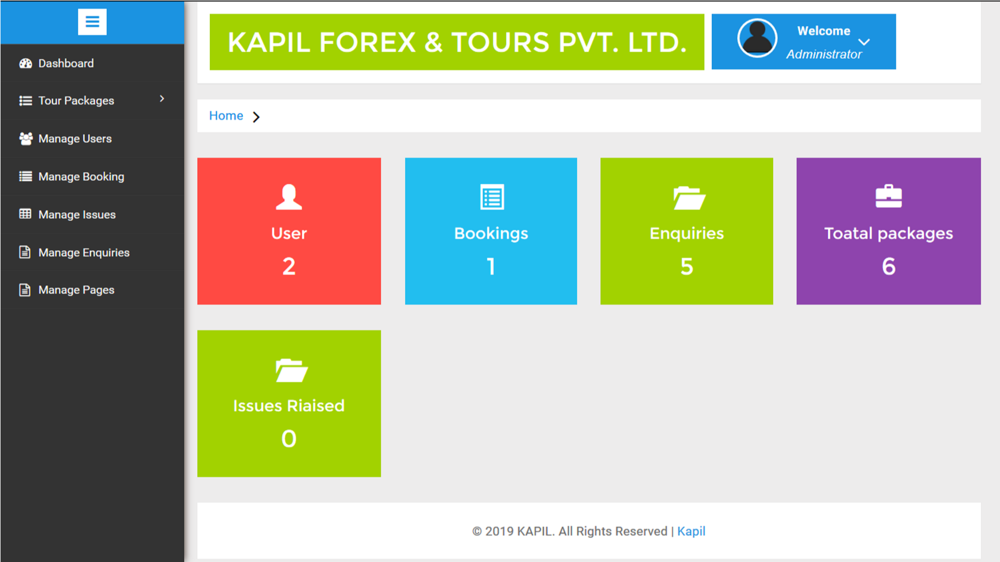 Dashboard
Tour Packages
Manage Users
Manage Booking
Manage Issues
Manage Enquiries
Manage Pages
KAPIL FOREX & TOURS PVT. LTD.
Welcome
Administrator
Home
User
2
Bookings
1
Enquiries
5
Toatal packages
6
Issues Riaised
0
© 2019 KAPIL. All Rights Reserved | Kapil